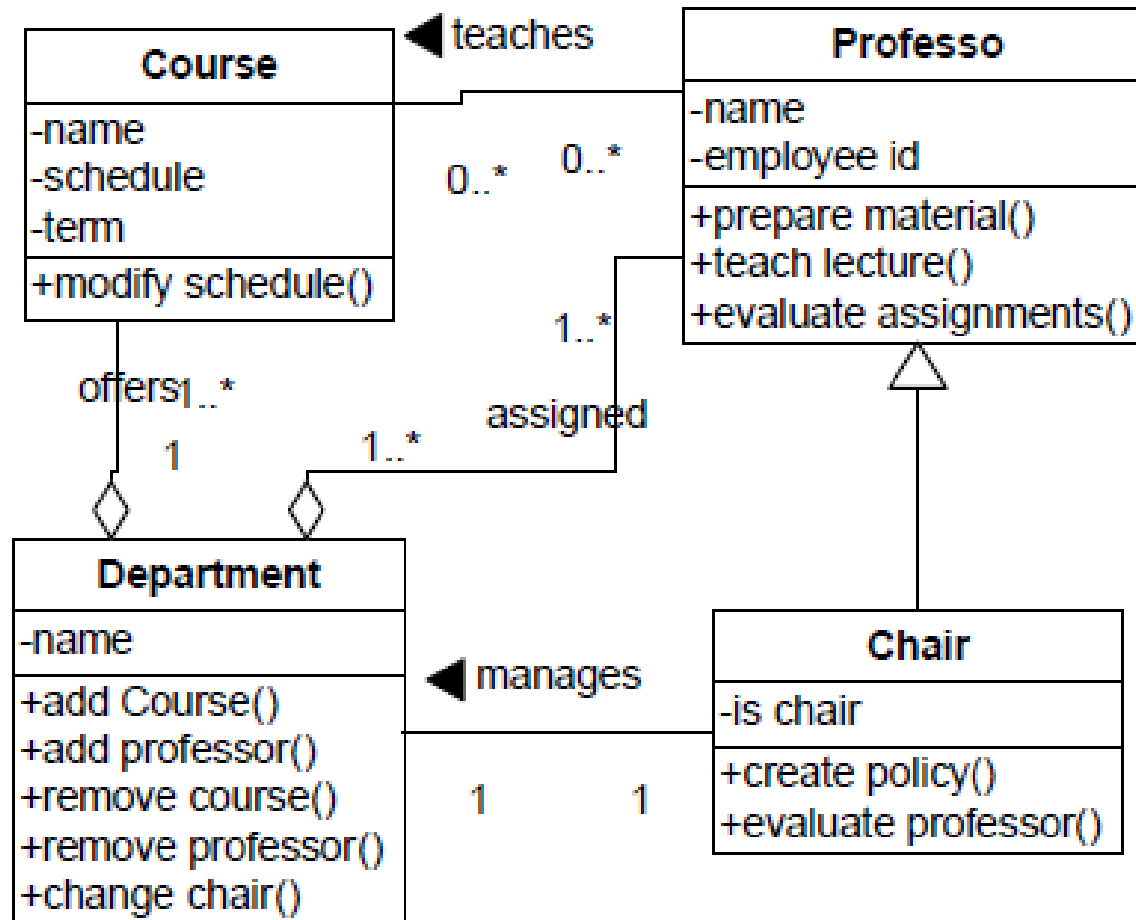 teaches
Course
-name
-schedule
-term
+modify schedule()
Professo
-name
-employee id
+prepare material()
+teach lecture()
+evaluate assignments()
0..*
0..*
offers
1..*
1
1..*
assigned
1..*
Department
-name
+add Course()
+add professor()
+remove course()
+remove professor()
+change chair()
manages
1
1
Chair
-is chair
+create policy()
+evaluate professor()